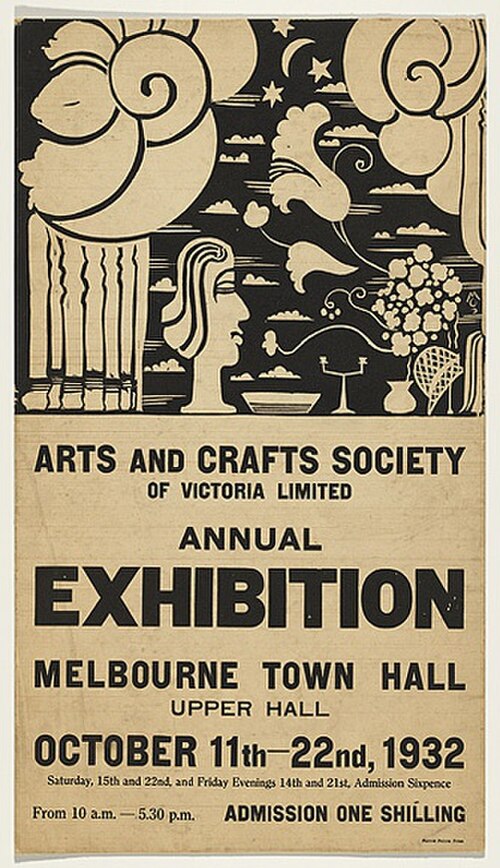 ARTS AND CRAFTS SOCIETY
OF VICTORIA LIMITED
ANNUAL
EXHIBITION
MELBOURNE TOWN HALL
UPPER HALL
OCTOBER 11th—22nd, 1932
Saturday, 15th and 22nd, and Friday Evenings 14th and 21st, Admission Sixpence
From 10 a.m. — 5.30 p.m. ADMISSION ONE SHILLING